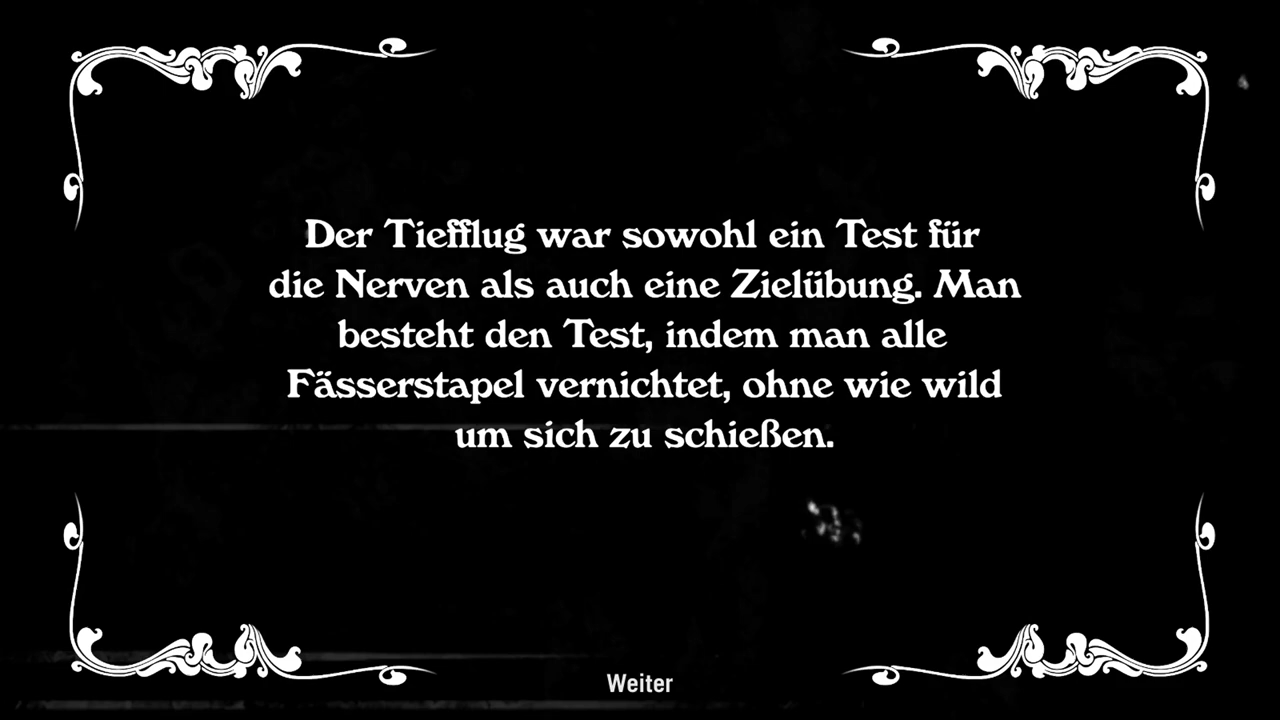 Der Tiefflug war sowohl ein Test für
die Nerven als auch eine Zielübung. Man
besteht den Test, indem man alle
Fässerstapel vernichtet, ohne wie wild
um sich zu schießen.
Weiter